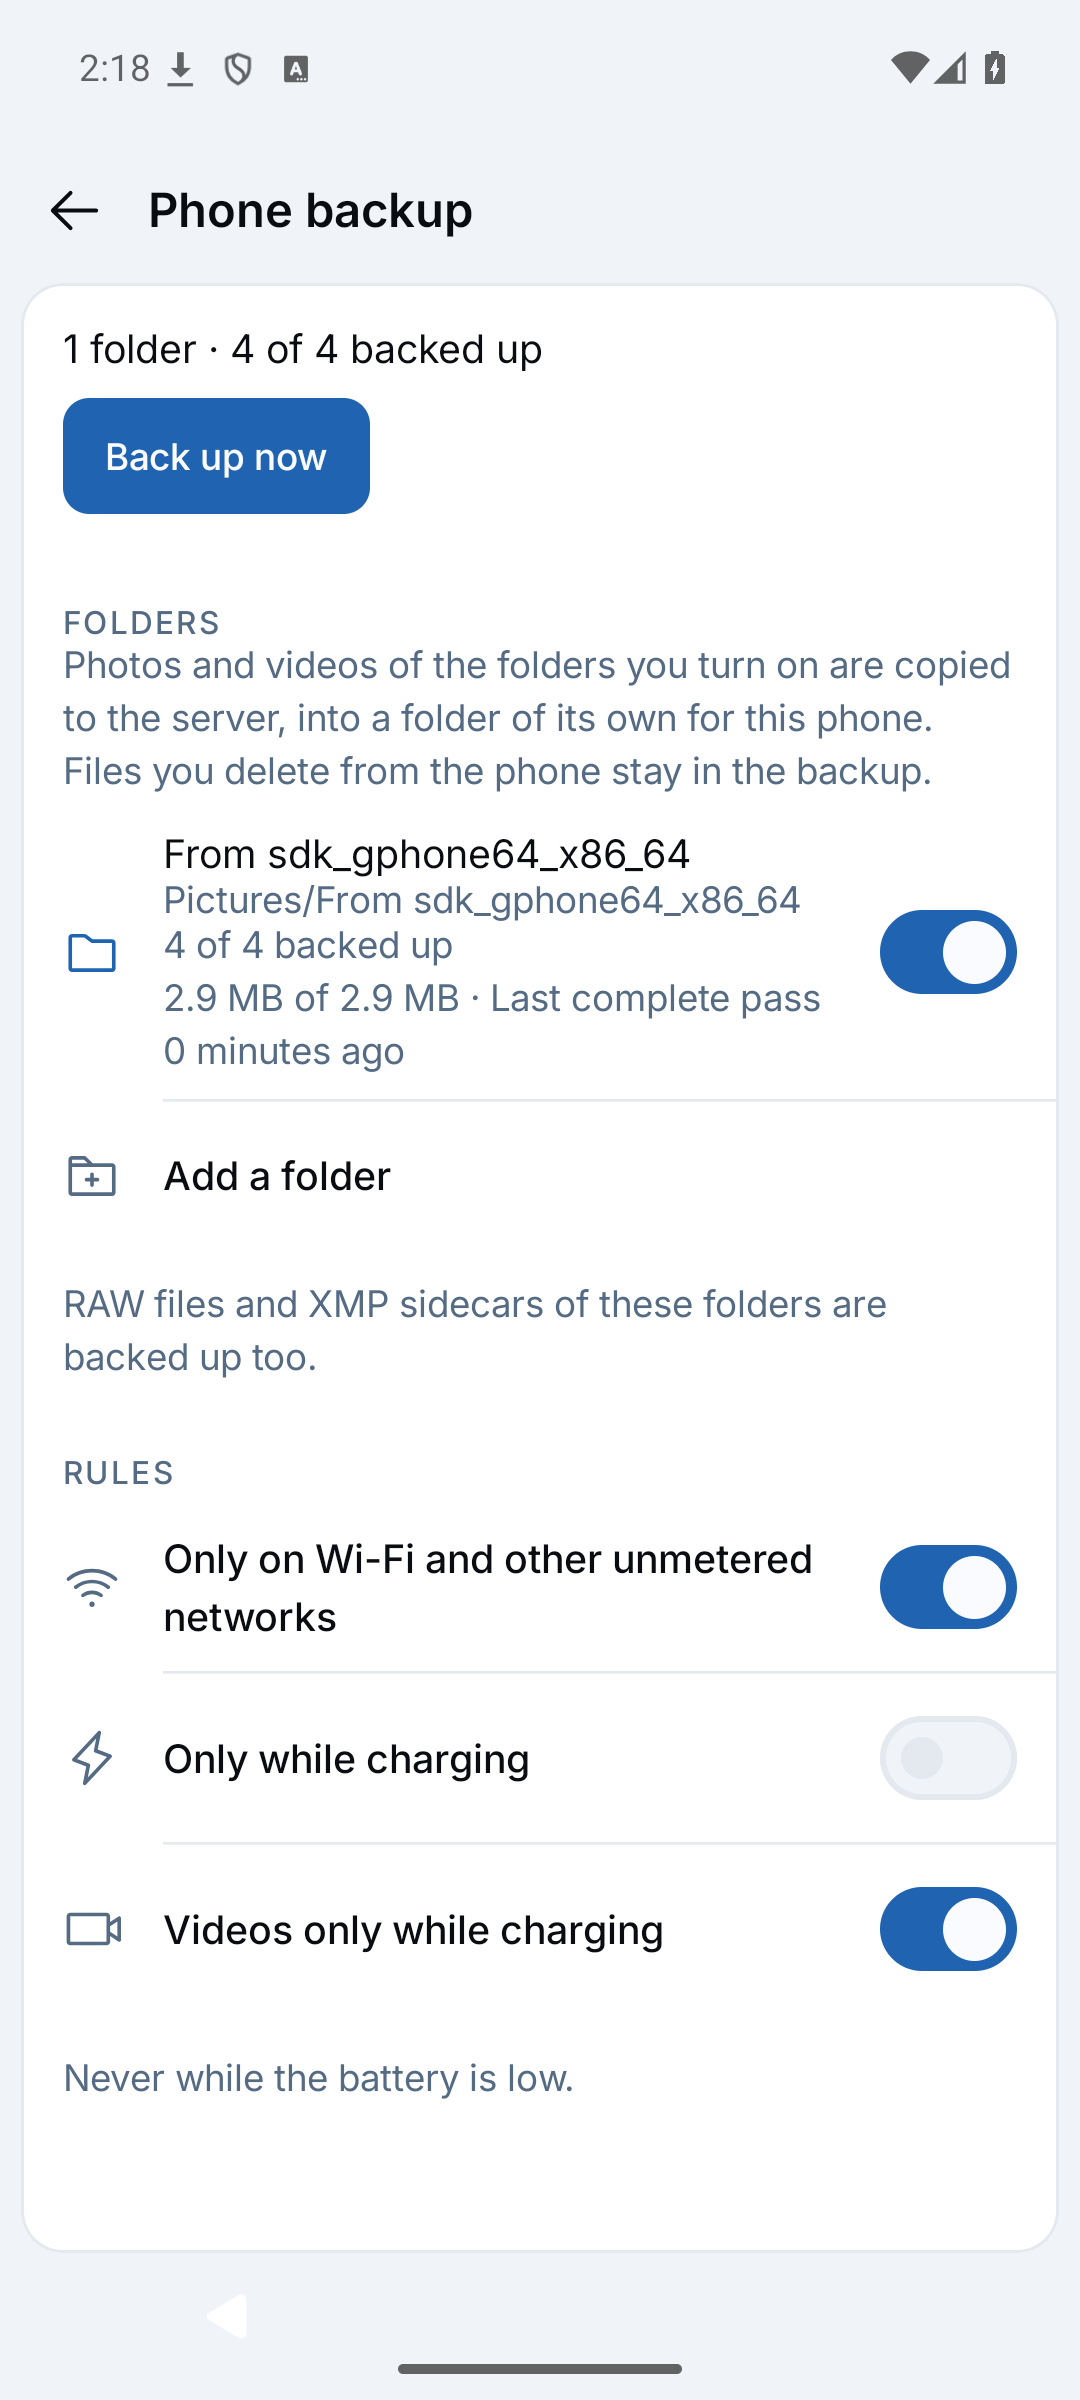 2:18
Phone backup
1 folder · 4 of 4 backed up
Back up now
FOLDERS
Photos and videos of the folders you turn on are copied
to the server, into a folder of its own for this phone.
Files you delete from the phone stay in the backup.
From sdk_gphone64_x86_64
Pictures/From sdk_gphone64_x86_64
4 of 4 backed up
2.9 MB of 2.9 MB · Last complete pass
0 minutes ago
Add a folder
RAW files and XMP sidecars of these folders are
backed up too.
RULES
Only on Wi-Fi and other unmetered
networks
Only while charging
Videos only while charging
Never while the battery is low.